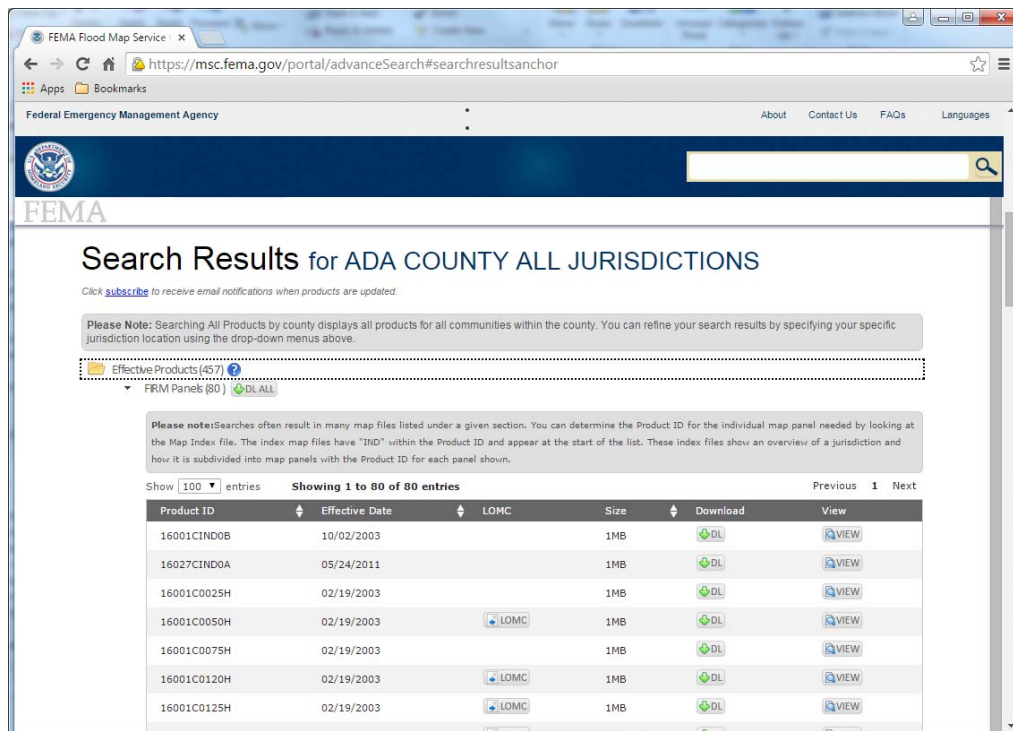 FEMA Flood Map Service
https://msc.fema.gov/portal/advanceSearch#searchresultsanchor
Apps Bookmarks
Federal Emergency Management Agency About Contact Us FAQs Languages
FEMA
Search Results for ADA COUNTY ALL JURISDICTIONS
Click subscribe to receive email notifications when products are updated.
Please Note: Searching All Products by county displays all products for all communities within the county. You can refine your search results by specifying your specific
jurisdiction location using the drop-down menus above.
Effective Products (457) ?
FIRM Panels (80 ) DL ALL
Please note:Searches often result in many map files listed under a given section. You can determine the Product ID for the individual map panel needed by looking at
the Map Index file. The index map files have "IND" within the Product ID and appear at the start of the list. These index files show an overview of a jurisdiction and
how it is subdivided into map panels with the Product ID for each panel shown.
Show 100 entries Showing 1 to 80 of 80 entries Previous 1 Next
Product ID Effective Date LOMC Size Download View
16001CIND0B 10/02/2003 1MB DL VIEW
16027CIND0A 05/24/2011 1MB DL VIEW
16001C0025H 02/19/2003 1MB DL VIEW
16001C0050H 02/19/2003 LOMC 1MB DL VIEW
16001C0075H 02/19/2003 1MB DL VIEW
16001C0120H 02/19/2003 LOMC 1MB DL VIEW
16001C0125H 02/19/2003 LOMC 1MB DL VIEW